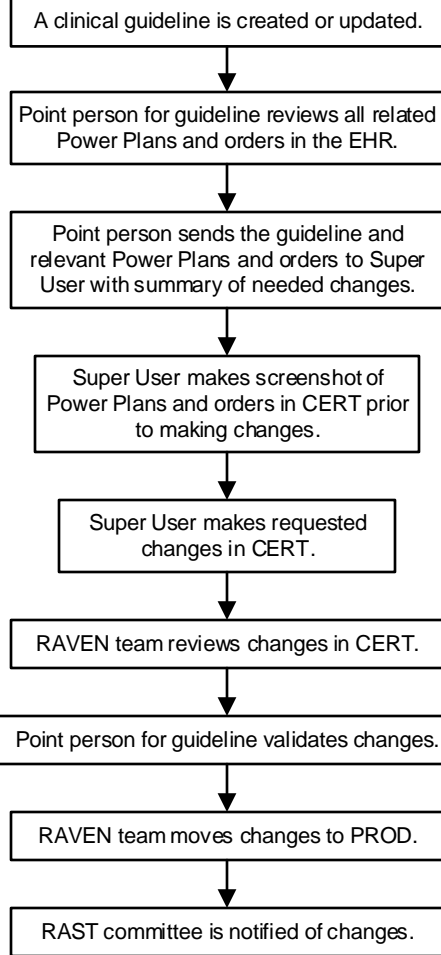 A clinical guideline is created or updated.
Point person for guideline reviews all related
Power Plans and orders in the EHR.
Point person sends the guideline and
relevant Power Plans and orders to Super
User with summary of needed changes.
Super User makes screenshot of
Power Plans and orders in CERT prior
to making changes.
Super User makes requested
changes in CERT.
RAVEN team reviews changes in CERT.
Point person for guideline validates changes.
RAVEN team moves changes to PROD.
RAST committee is notified of changes.